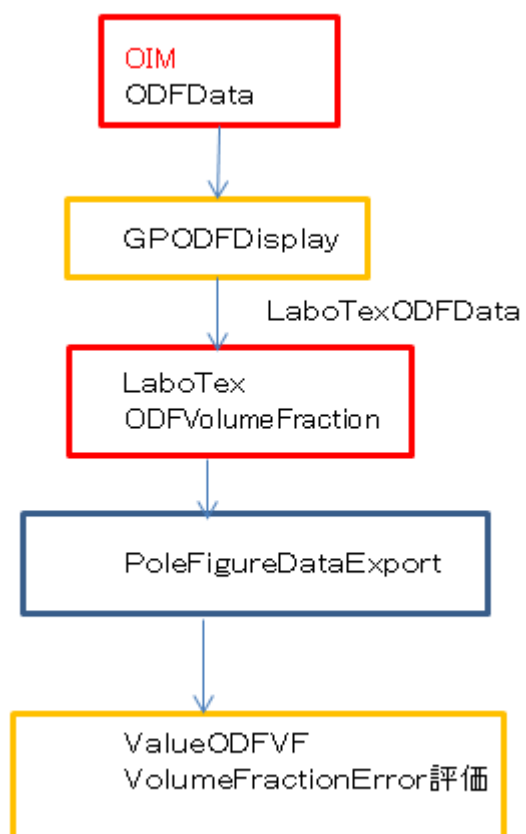 OIM
ODFData
GPODFDisplay
LaboTexODFData
LaboTex
ODFVolumeFraction
PoleFigureDataExport
ValueODFVF
VolumeFractionError評価